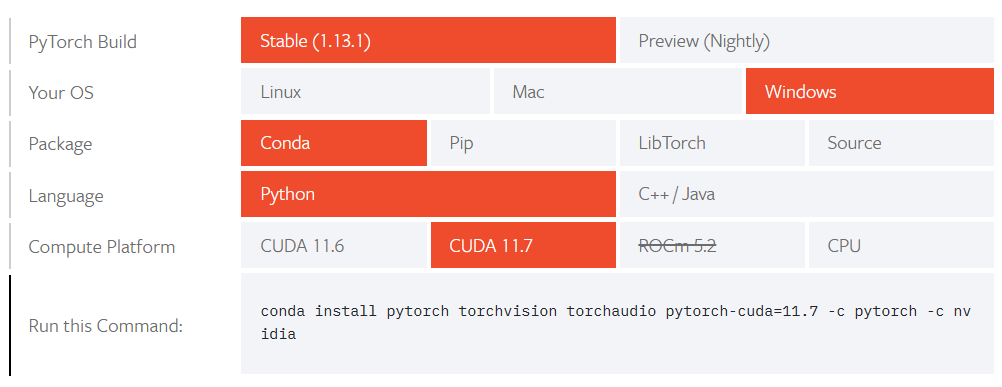 PyTorch Build Stable (1.13.1) Preview (Nightly)
Your OS Linux Mac Windows
Package Conda Pip LibTorch Source
Language Python C++ / Java
Compute Platform CUDA 11.6 CUDA 11.7 ROCm 5.2 CPU
Run this Command: conda install pytorch torchvision torchaudio pytorch-cuda=11.7 -c pytorch -c nv
idia